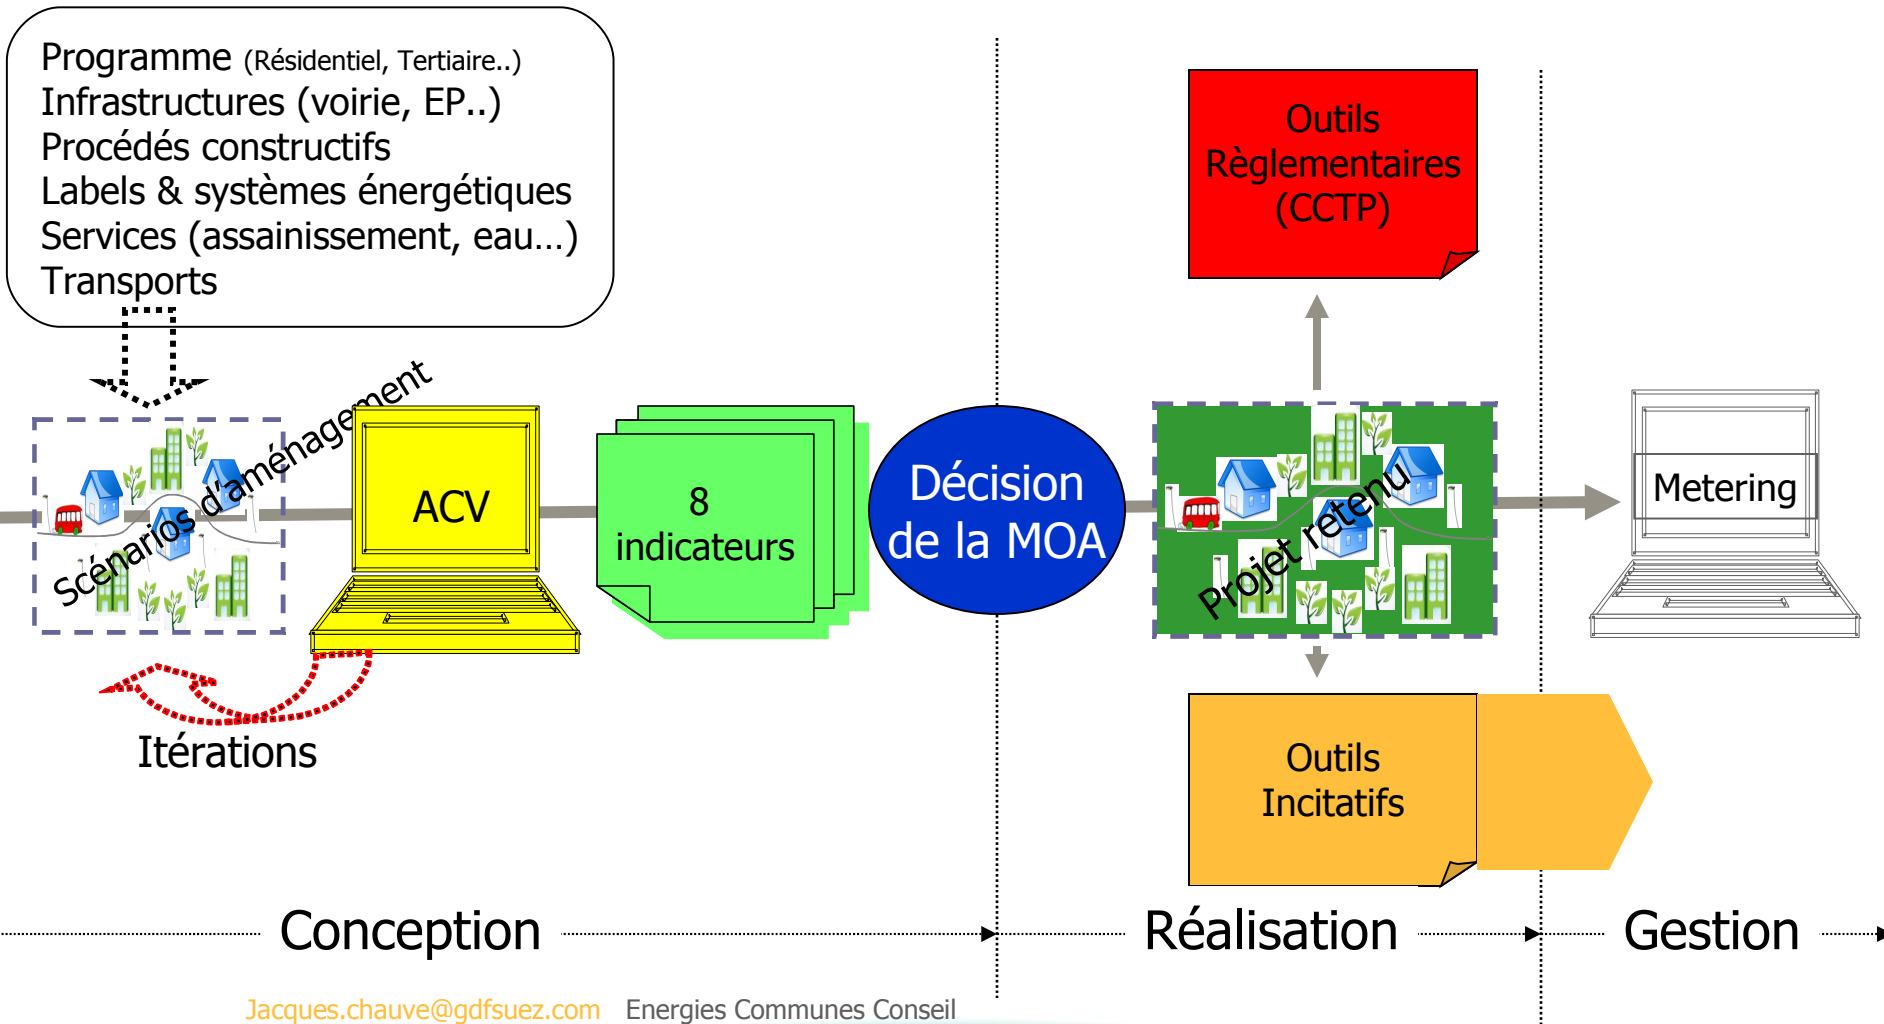 Programme (Résidentiel, Tertiaire..)
Infrastructures (voirie, EP..)
Procédés constructifs
Labels & systèmes énergétiques
Services (assainissement, eau…)
Transports
Scénarios d'aménagement
ACV
8
indicateurs
Itérations
Décision
de la MOA
Outils
Règlementaires
(CCTP)
Projet retenu
Outils
Incitatifs
Metering
Conception
Réalisation
Gestion
Jacques.chauve@gdfsuez.com Energies Communes Conseil